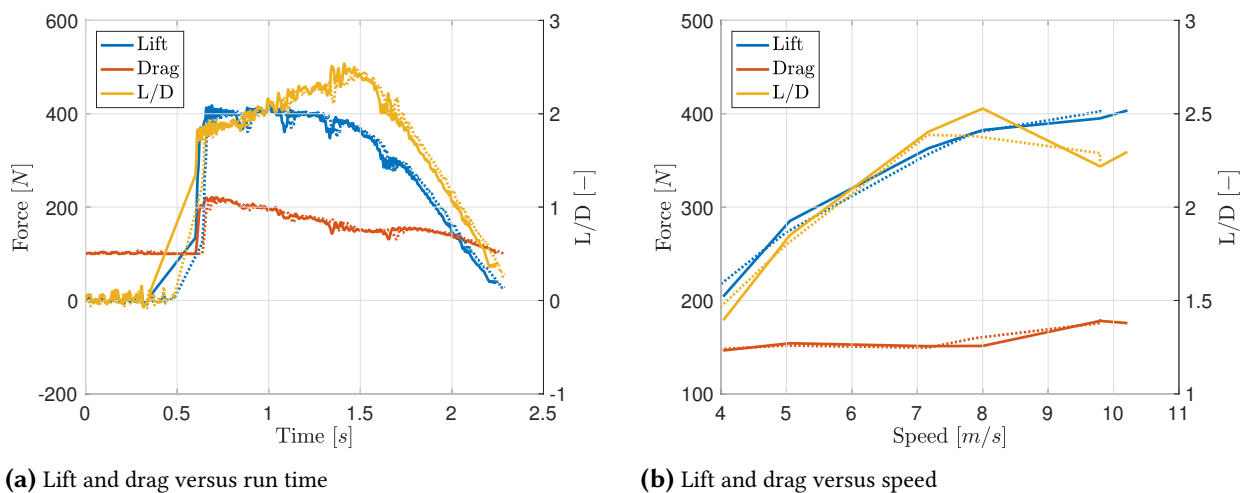 600
400
200
0
-200
Force [N]
Lift
Drag
L/D
3
2
1
0
-1
L/D [−]
0
0.5
1
1.5
2
2.5
Time [s]
(a) Lift and drag versus run time
500
400
300
200
100
Force [N]
Lift
Drag
L/D
3
2.5
2
1.5
1
L/D [−]
4
5
6
7
8
9
10
11
Speed [m/s]
(b) Lift and drag versus speed